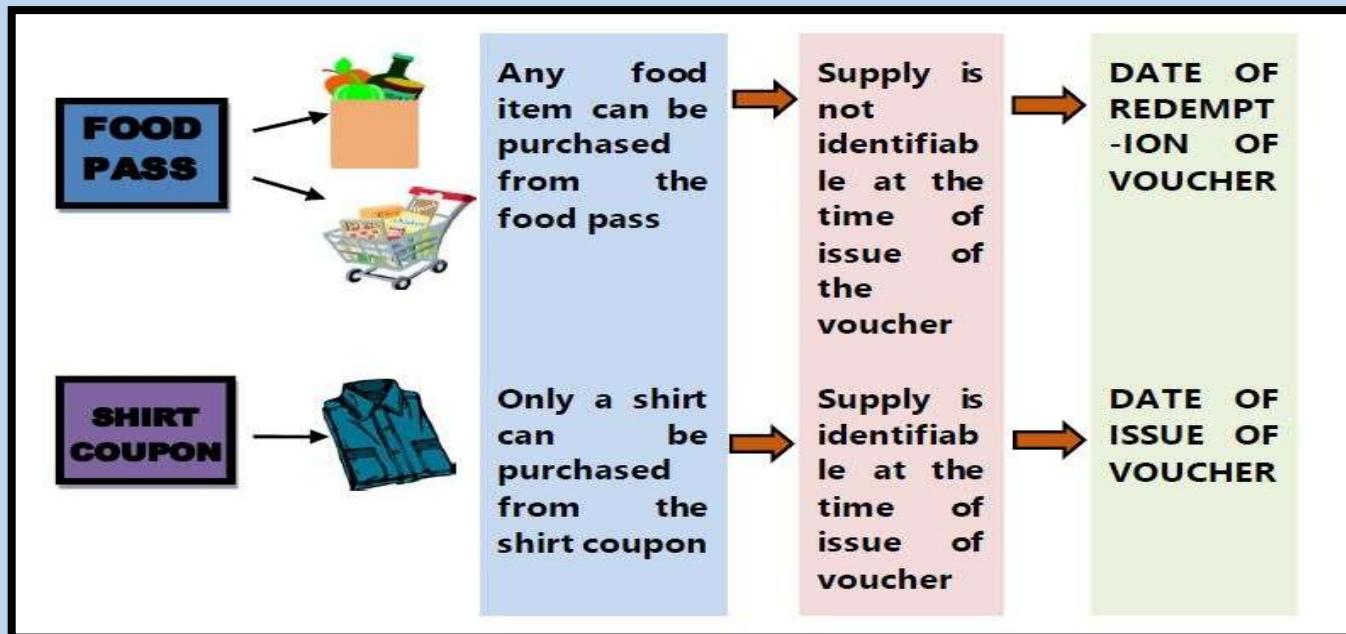 FOOD
PASS
Any food
item can be
purchased
from the
food pass
Supply is
not
identifiab
le at the
time of
issue of
the
voucher
DATE OF
REDEMPT
-ION OF
VOUCHER
SHIRT
COUPON
Only a shirt
can be
purchased
from the
shirt coupon
Supply is
identifiab
le at the
time of
issue of
voucher
DATE OF
ISSUE OF
VOUCHER